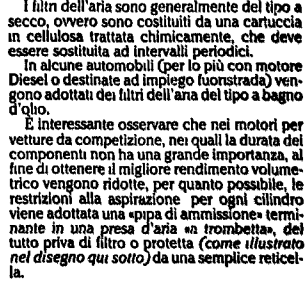 I filtri dell'aria sono generalmente del tipo a
secco, ovvero sono costituiti da una cartuccia
in cellulosa trattata chimicamente, che deve
essere sostituita ad intervalli periodici.
In alcune automobili (per lo più con motore
Diesel o destinate ad impiego fuoristrada) ven-
gono adottati dei filtri dell'aria del tipo a bagno
d'olio.
È interessante osservare che nei motori per
vetture da competizione, nei quali la durata dei
componenti non ha una grande importanza, al
fine di ottenere il migliore rendimento volume-
trico vengono ridotte, per quanto possibile, le
restrizioni alla aspirazione per ogni cilindro
viene adottata una «pipa di ammissione» termi-
nante in una presa d'aria «a trombetta», del
tutto priva di filtro o protetta (come illustrato
nel disegno qui sotto) da una semplice reticel-
la.